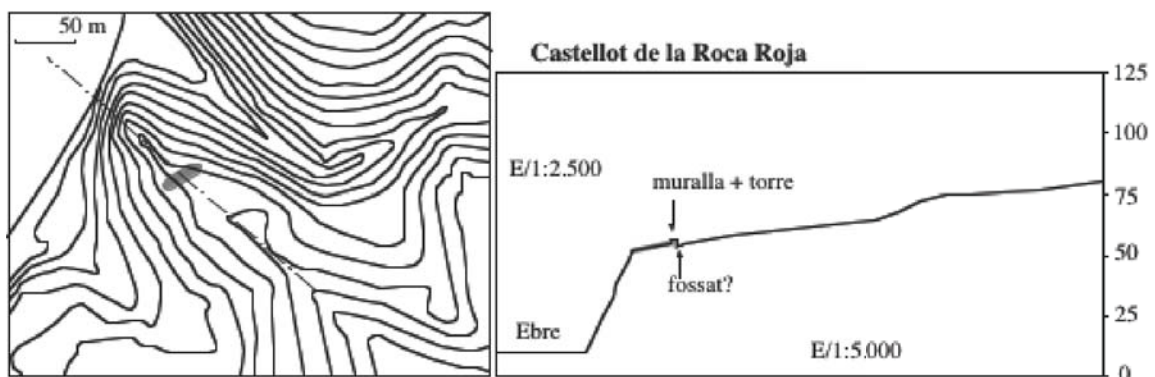 50 m
Castellot de la Roca Roja
E/1:2.500
muralla + torre
fossat?
Ebre
E/1:5.000
125
100
75
50
25
0